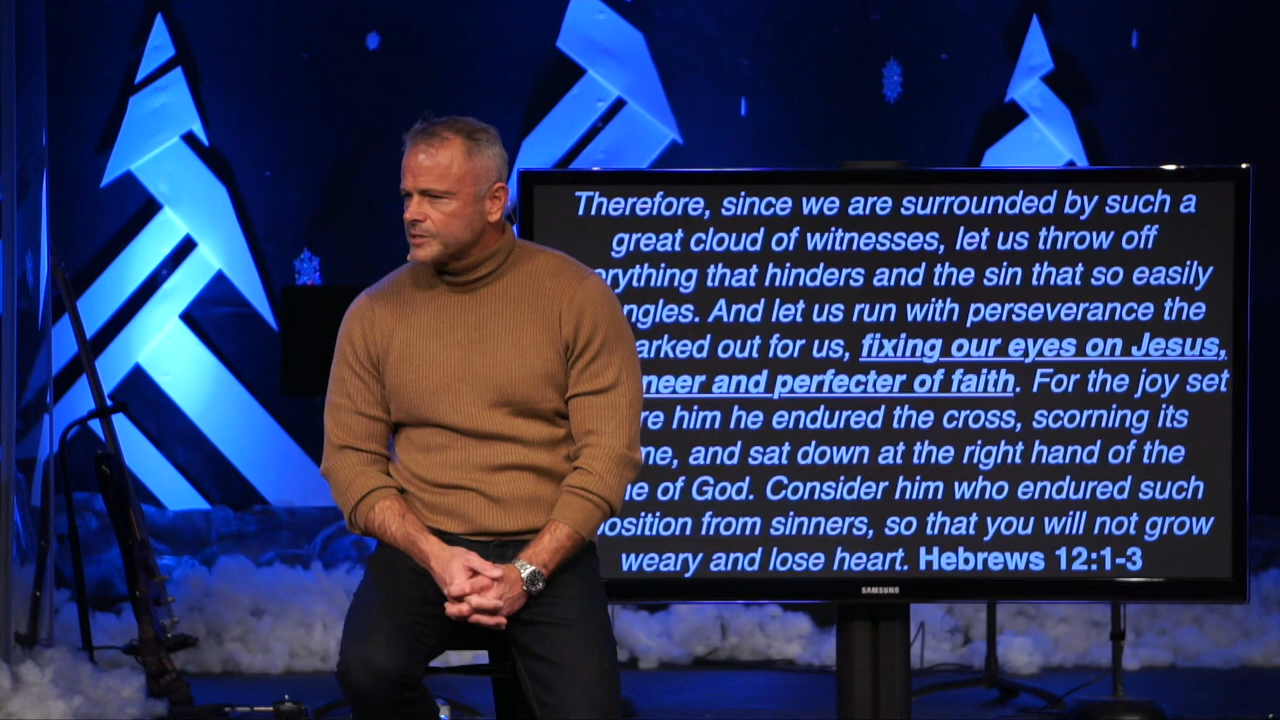 Therefore, since we are surrounded by such a
great cloud of witnesses, let us throw off
that hinders and the sin that so easily
And let us run with perseverance the
out for us, fixing our eyes on Jesus,
and perfecter of faith. For the joy set
him he endured the cross, scorning its
and sat down at the right hand of the
of God. Consider him who endured such
from sinners, so that you will not grow
weary and lose heart. Hebrews 12:1-3
SAMSUNG